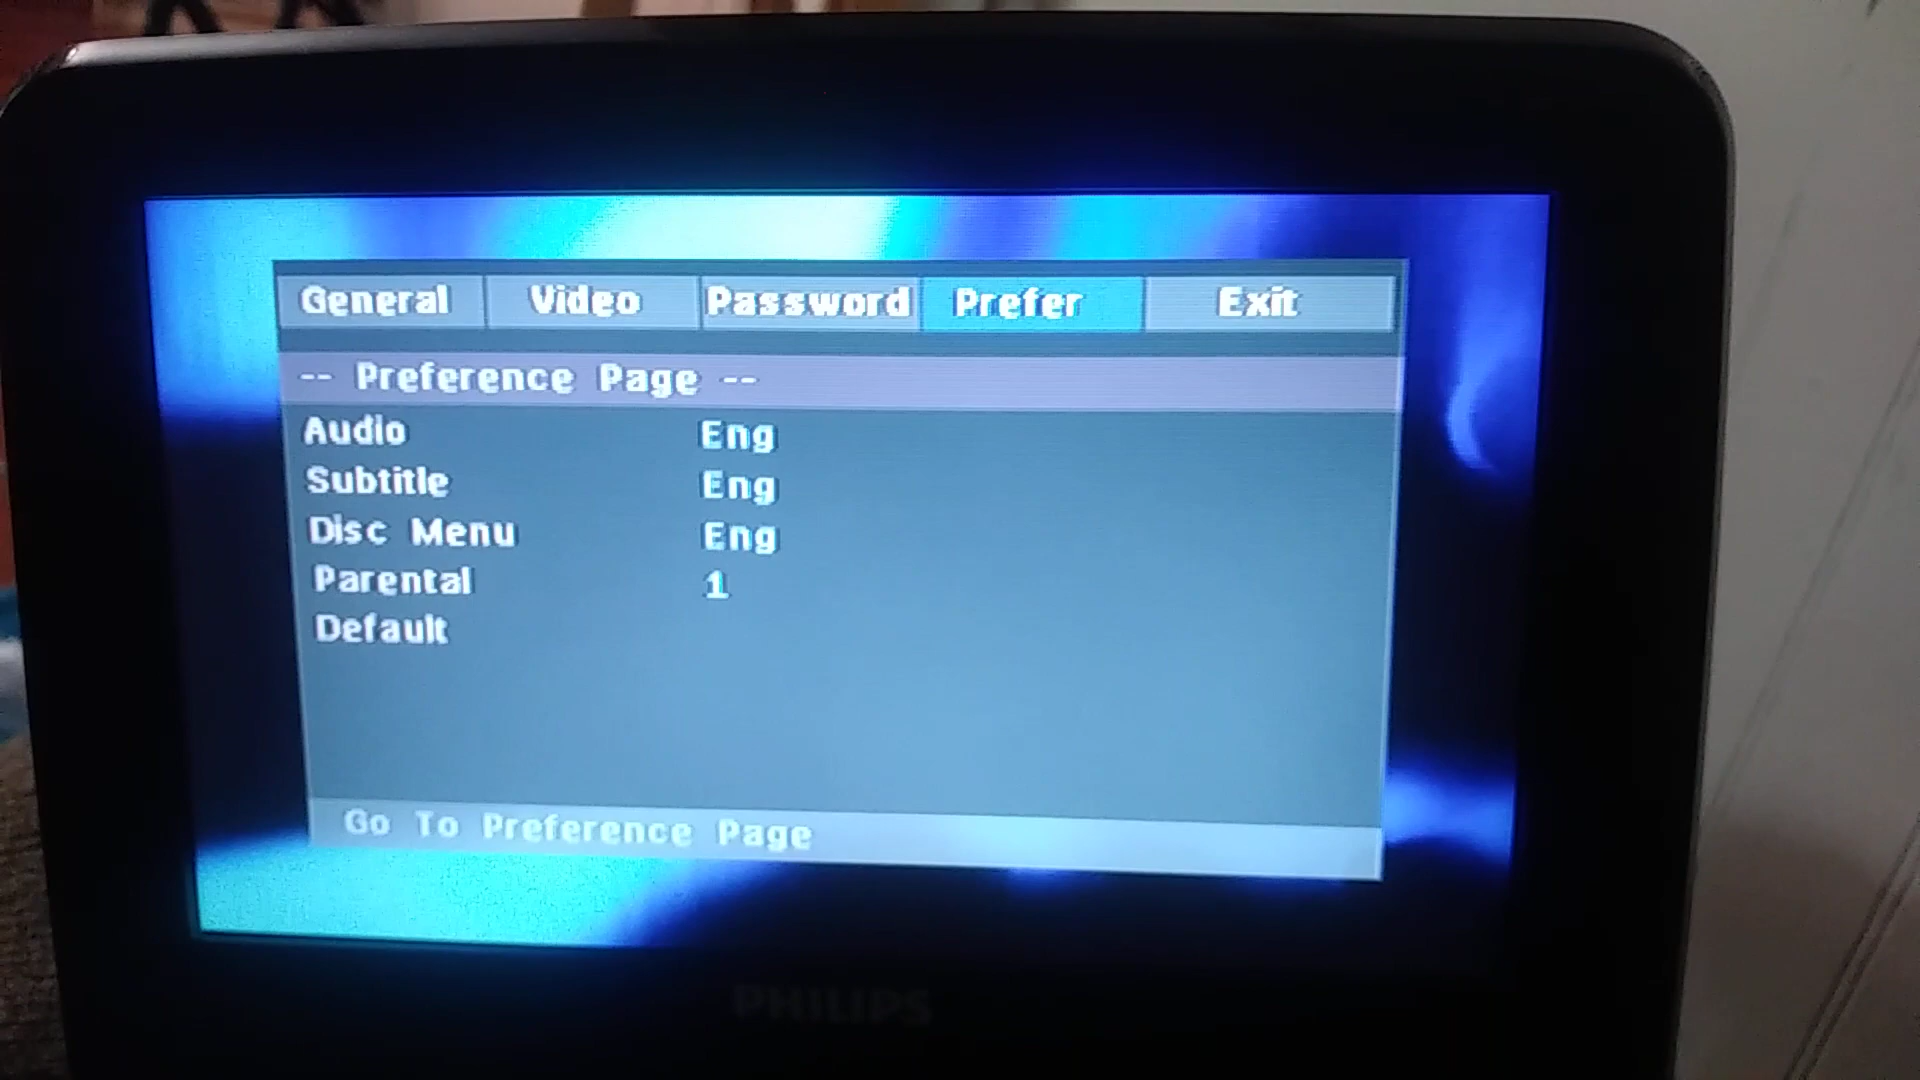 General Video Password Prefer Exit
-- Preference Page --
Audio Eng
Subtitle Eng
Disc Menu Eng
Parental 1
Default
Go To Preference Page
PHILIPS